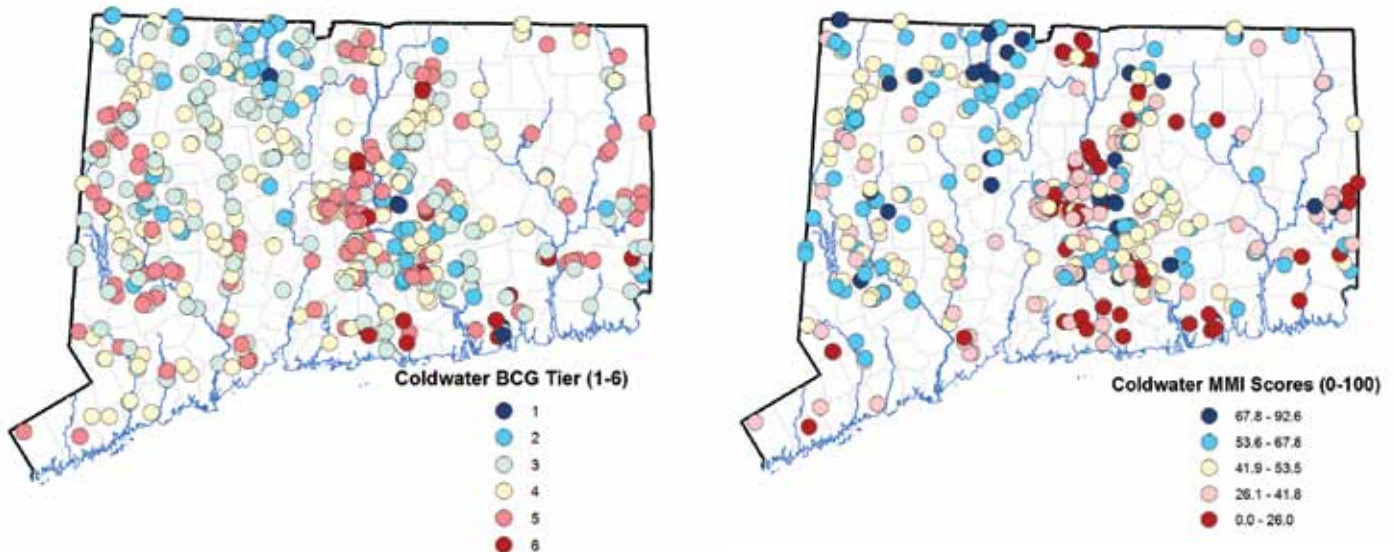 Coldwater BCG Tier (1-6)
1
2
3
4
5
6
Coldwater MMI Scores (0-100)
67.8 - 92.6
53.6 - 67.8
41.9 - 53.5
26.1 - 41.8
0.0 - 26.0